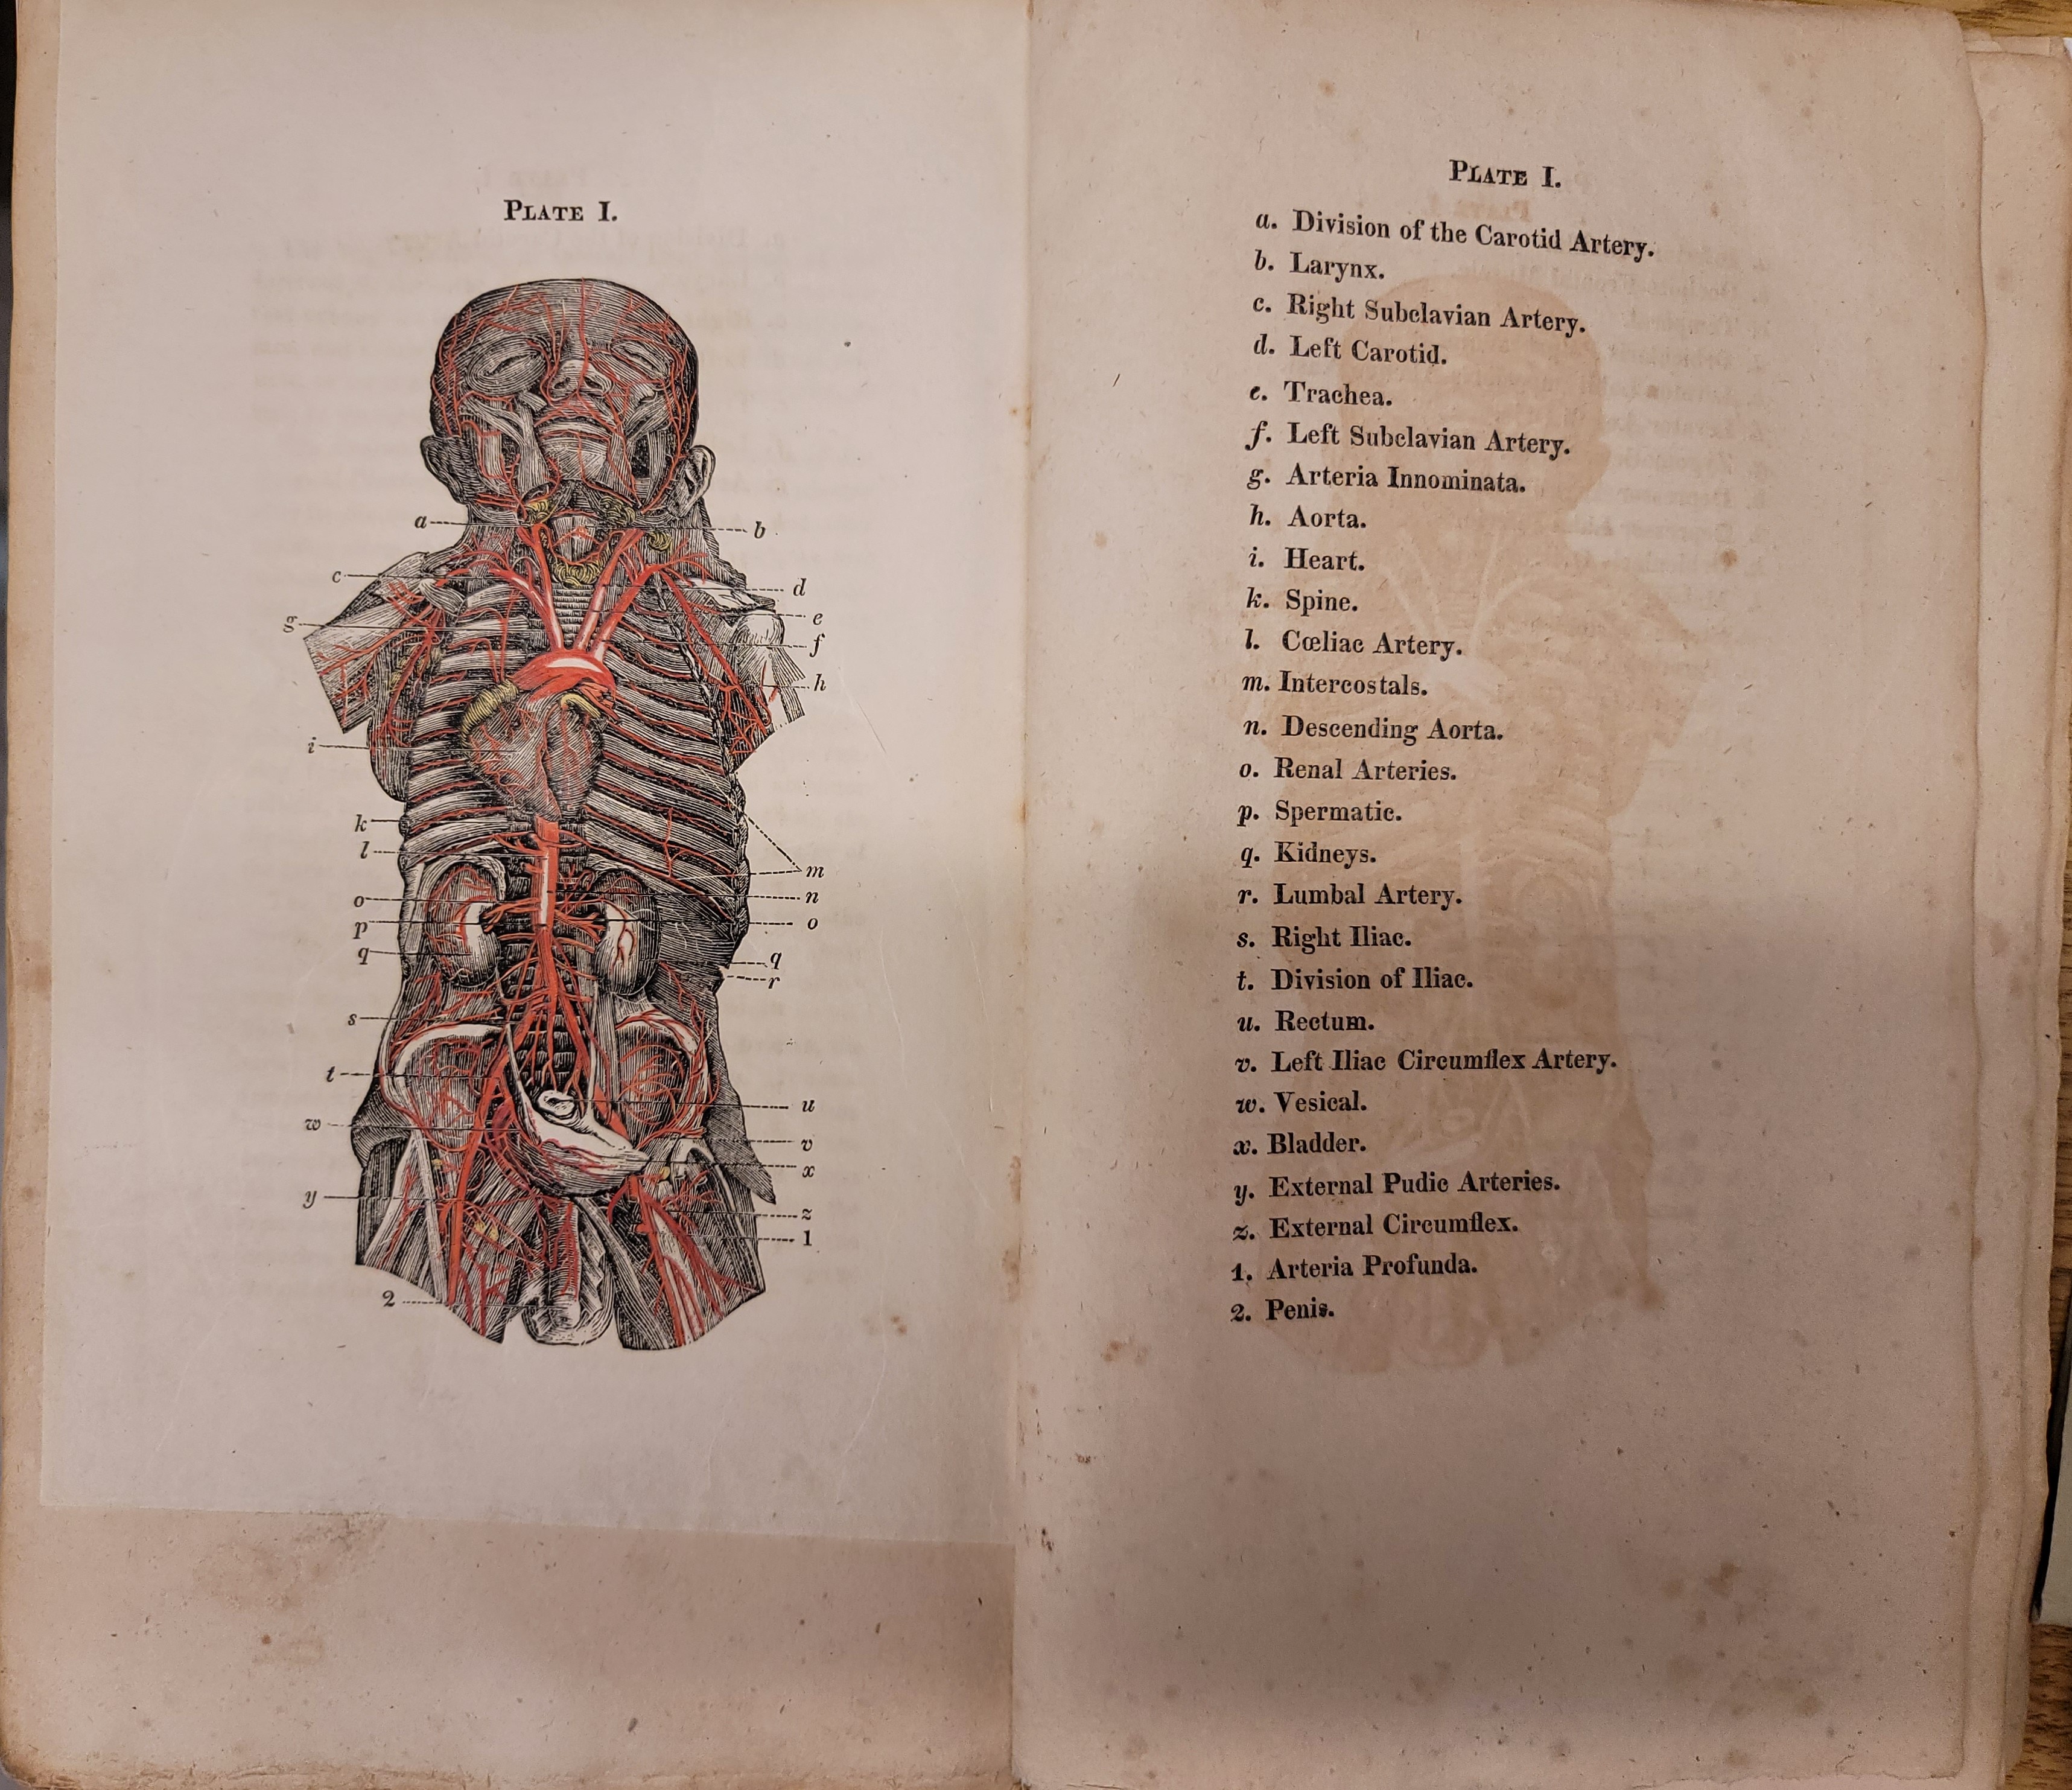 PLATE I.
a
b
c
d
e
g
f
h
i
k
l
m
o
n
p
o
q
q
r
s
t
u
w
v
x
y
z
1
2
PLATE I.
a. Division of the Carotid Artery.
b. Larynx.
c. Right Subclavian Artery.
d. Left Carotid.
e. Trachea.
f. Left Subclavian Artery.
g. Arteria Innominata.
h. Aorta.
i. Heart.
k. Spine.
l. Cœliac Artery.
m. Intercostals.
n. Descending Aorta.
o. Renal Arteries.
p. Spermatic.
q. Kidneys.
r. Lumbal Artery.
s. Right Iliac.
t. Division of Iliac.
u. Rectum.
v. Left Iliac Circumflex Artery.
w. Vesical.
x. Bladder.
y. External Pudic Arteries.
z. External Circumflex.
1. Arteria Profunda.
2. Penis.